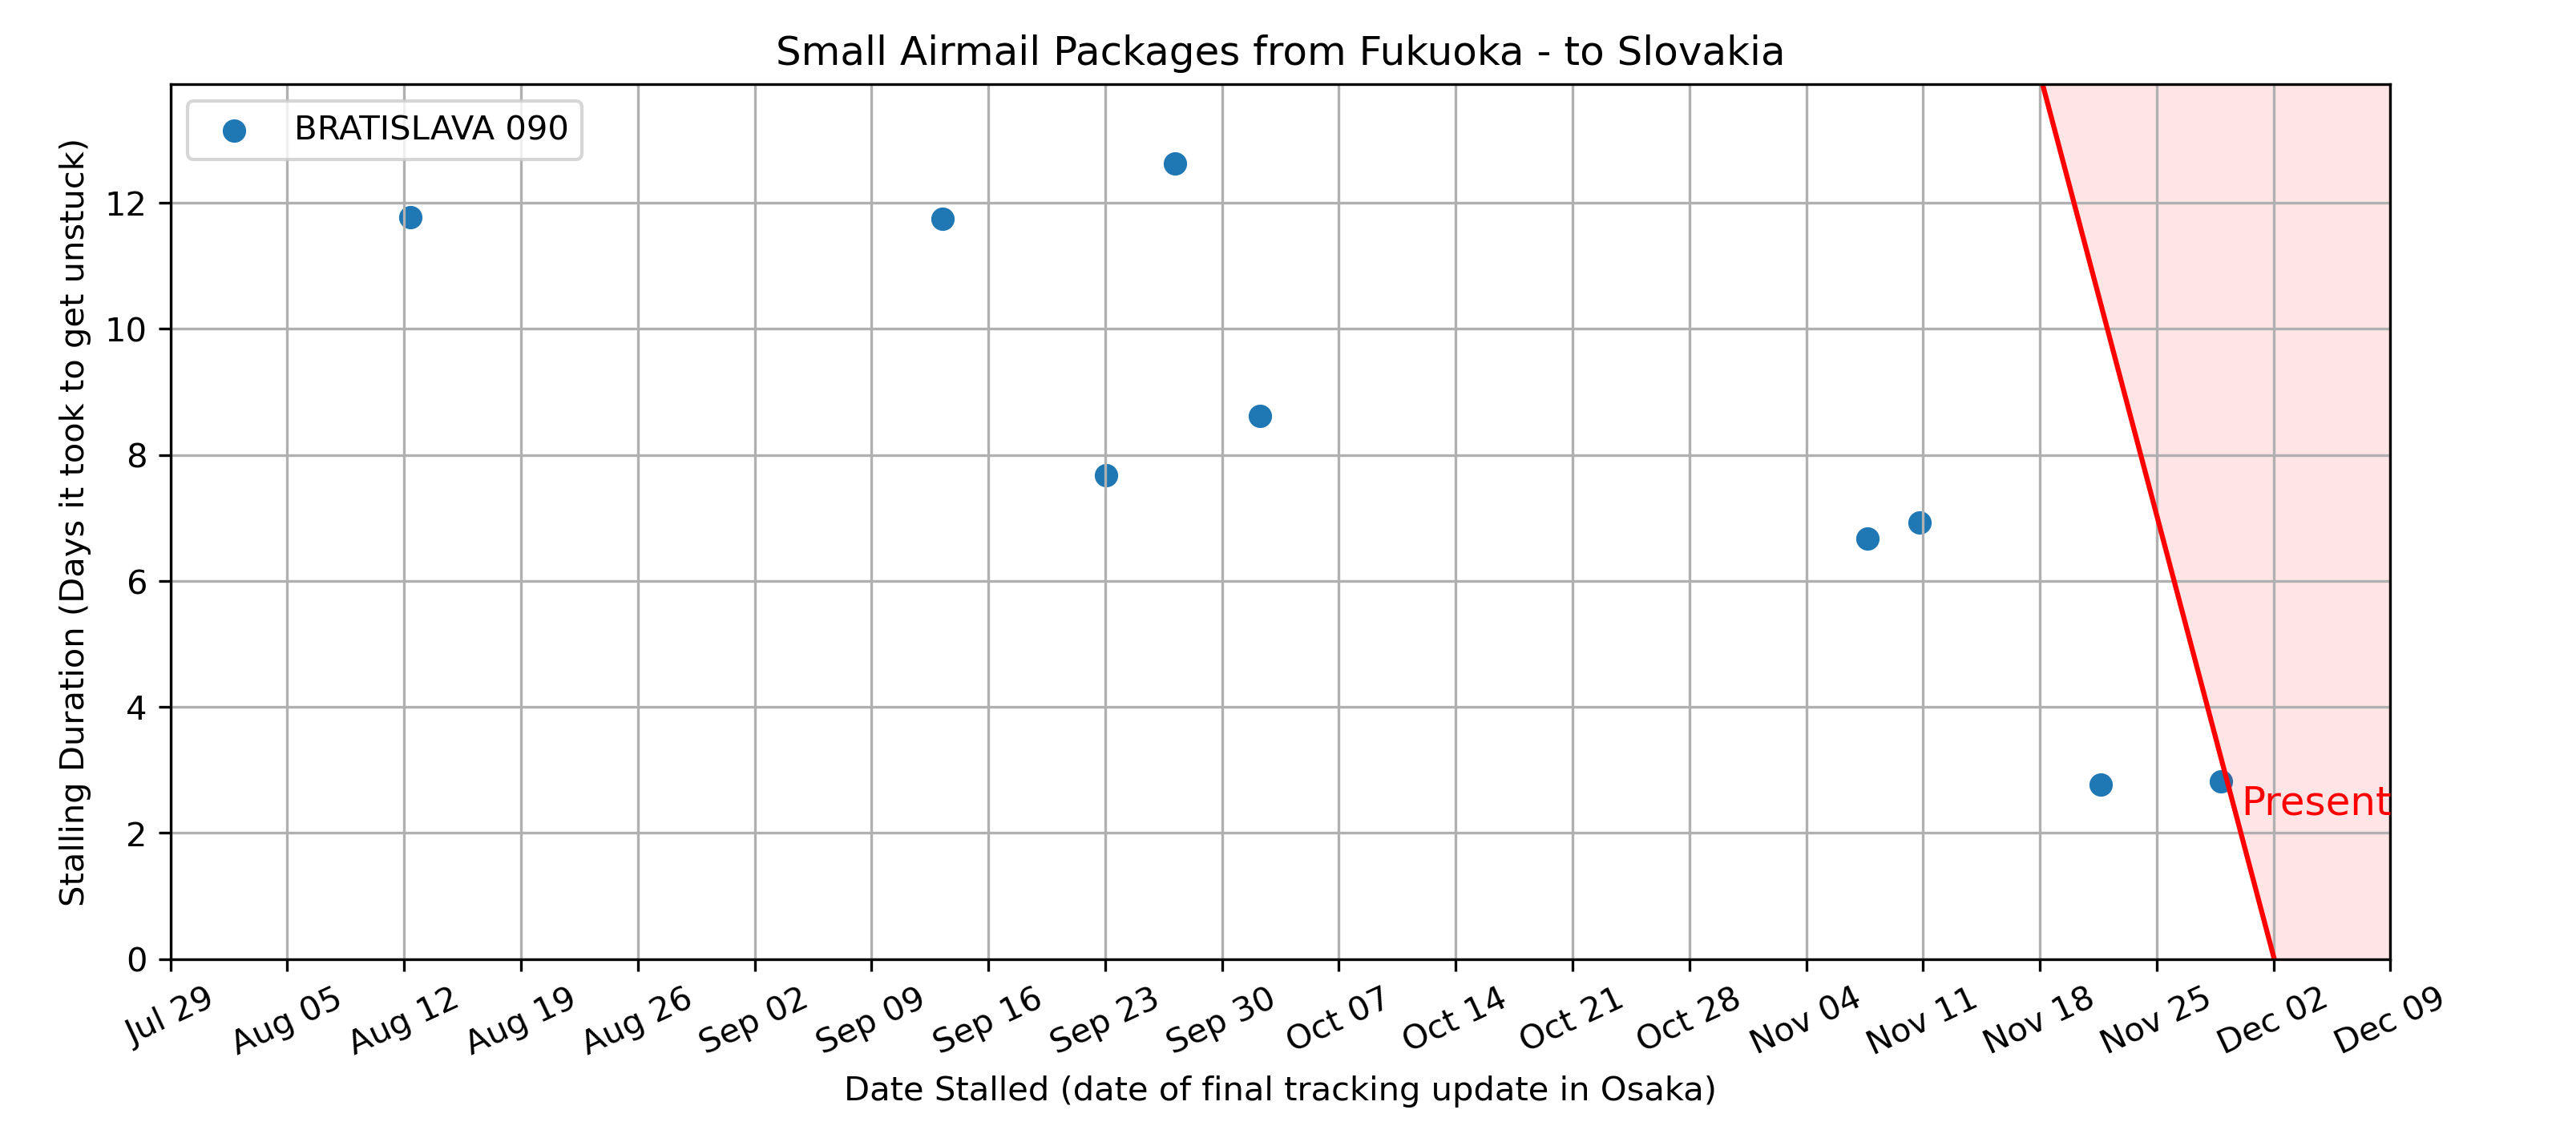 Small Airmail Packages from Fukuoka - to Slovakia
BRATISLAVA 090
Stalling Duration (Days it took to get unstuck)
12
10
8
6
4
2
0
Present
Jul 29
Aug 05
Aug 12
Aug 19
Aug 26
Sep 02
Sep 09
Sep 16
Sep 23
Sep 30
Oct 07
Oct 14
Oct 21
Oct 28
Nov 04
Nov 11
Nov 18
Nov 25
Dec 02
Dec 09
Date Stalled (date of final tracking update in Osaka)